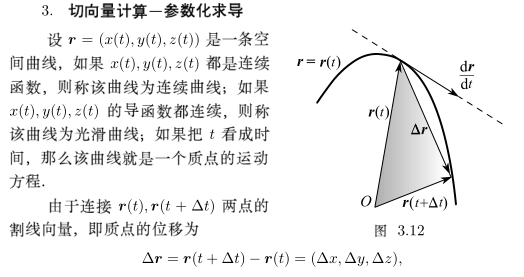 3. 切向量计算—参数化求导
设 r = (x(t), y(t), z(t)) 是一条空
间曲线，如果 x(t), y(t), z(t) 都是连续
函数，则称该曲线为连续曲线；如果
x(t), y(t), z(t) 的导函数都连续，则称
该曲线为光滑曲线；如果把 t 看成时
间，那么该曲线就是一个质点的运动
方程.
由于连接 r(t), r(t + Δt) 两点的
割线向量，即质点的位移为
r = r(t)
dr
dt
r(t)
Δr
O
r(t+Δt)
图 3.12
Δr = r(t + Δt) − r(t) = (Δx, Δy, Δz),